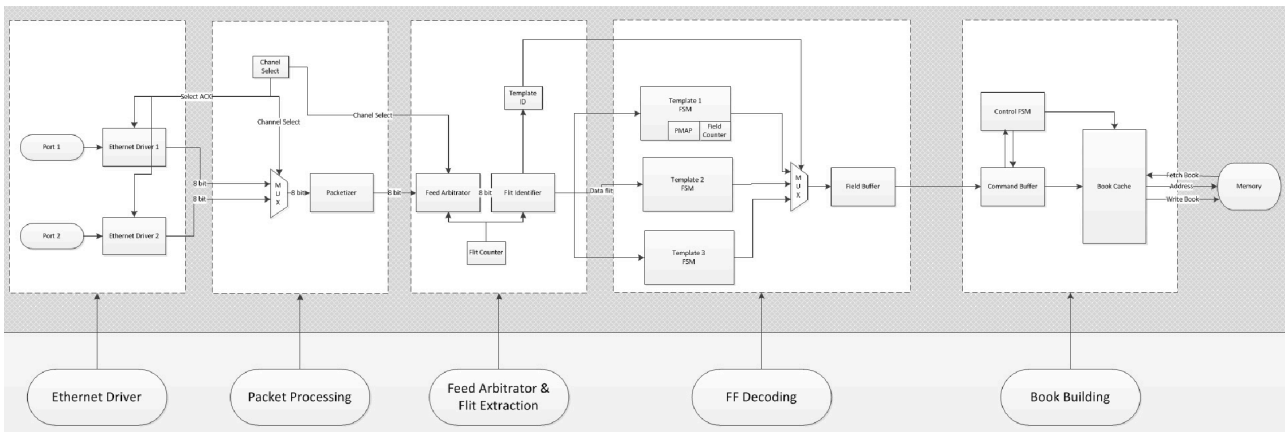 Port 1
Port 2
Ethernet Driver 1
Ethernet Driver 2
Select ACK
8 bit
8 bit
Chanel
Select
Channel Select
M
U
X
8 bit
Packetizer
8 bit
Chanel Select
Feed Arbitrator
8 bit
Flit Identifier
Flit Counter
Template
ID
Data flit
Template 1
FSM
PMAP
Field
Counter
Template 2
FSM
Template 3
FSM
M
U
X
Field Buffer
Control FSM
Command Buffer
Book Cache
Fetch Book
Address
Write Book
Memory
Ethernet Driver
Packet Processing
Feed Arbitrator &
Flit Extraction
FF Decoding
Book Building